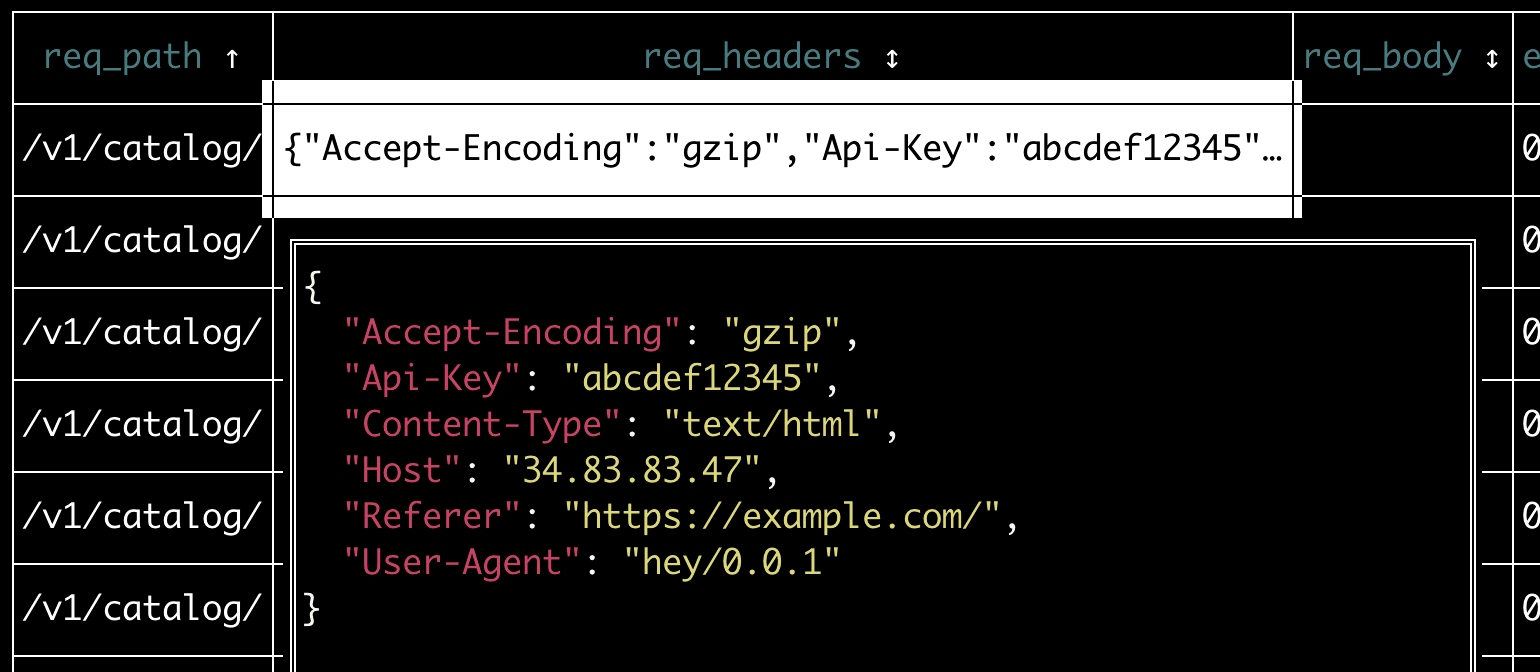 req_path ↑ req_headers ↕ req_body ↕ e
/v1/catalog/ {"Accept-Encoding":"gzip","Api-Key":"abcdef12345"… 0
/v1/catalog/ 0
{
/v1/catalog/ "Accept-Encoding": "gzip", 0
"Api-Key": "abcdef12345",
/v1/catalog/ "Content-Type": "text/html", 0
"Host": "34.83.83.47",
/v1/catalog/ "Referer": "https://example.com/", 0
"User-Agent": "hey/0.0.1"
/v1/catalog/ } 0